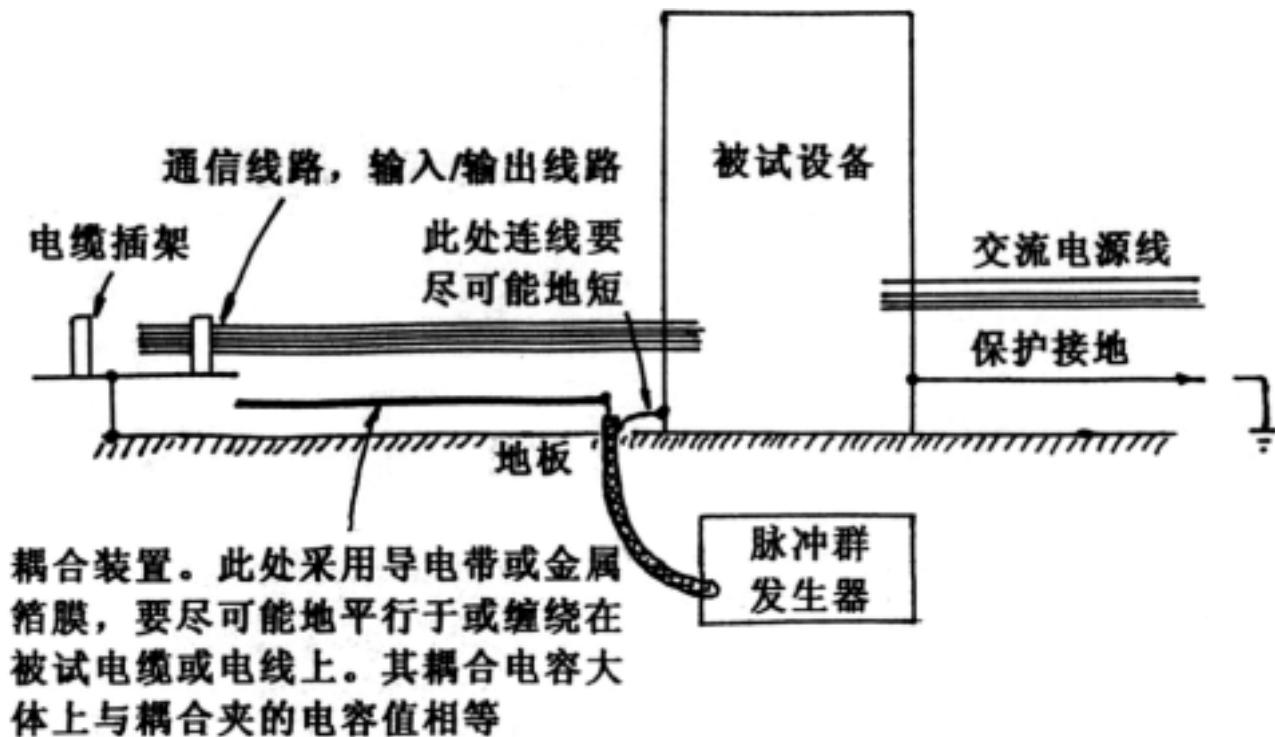 被试设备
通信线路，输入/输出线路
电缆插架
此处连线要
尽可能地短
交流电源线
保护接地
地板
脉冲群
发生器
耦合装置。此处采用导电带或金属
箔膜，要尽可能地平行于或缠绕在
被试电缆或电线上。其耦合电容大
体上与耦合夹的电容值相等